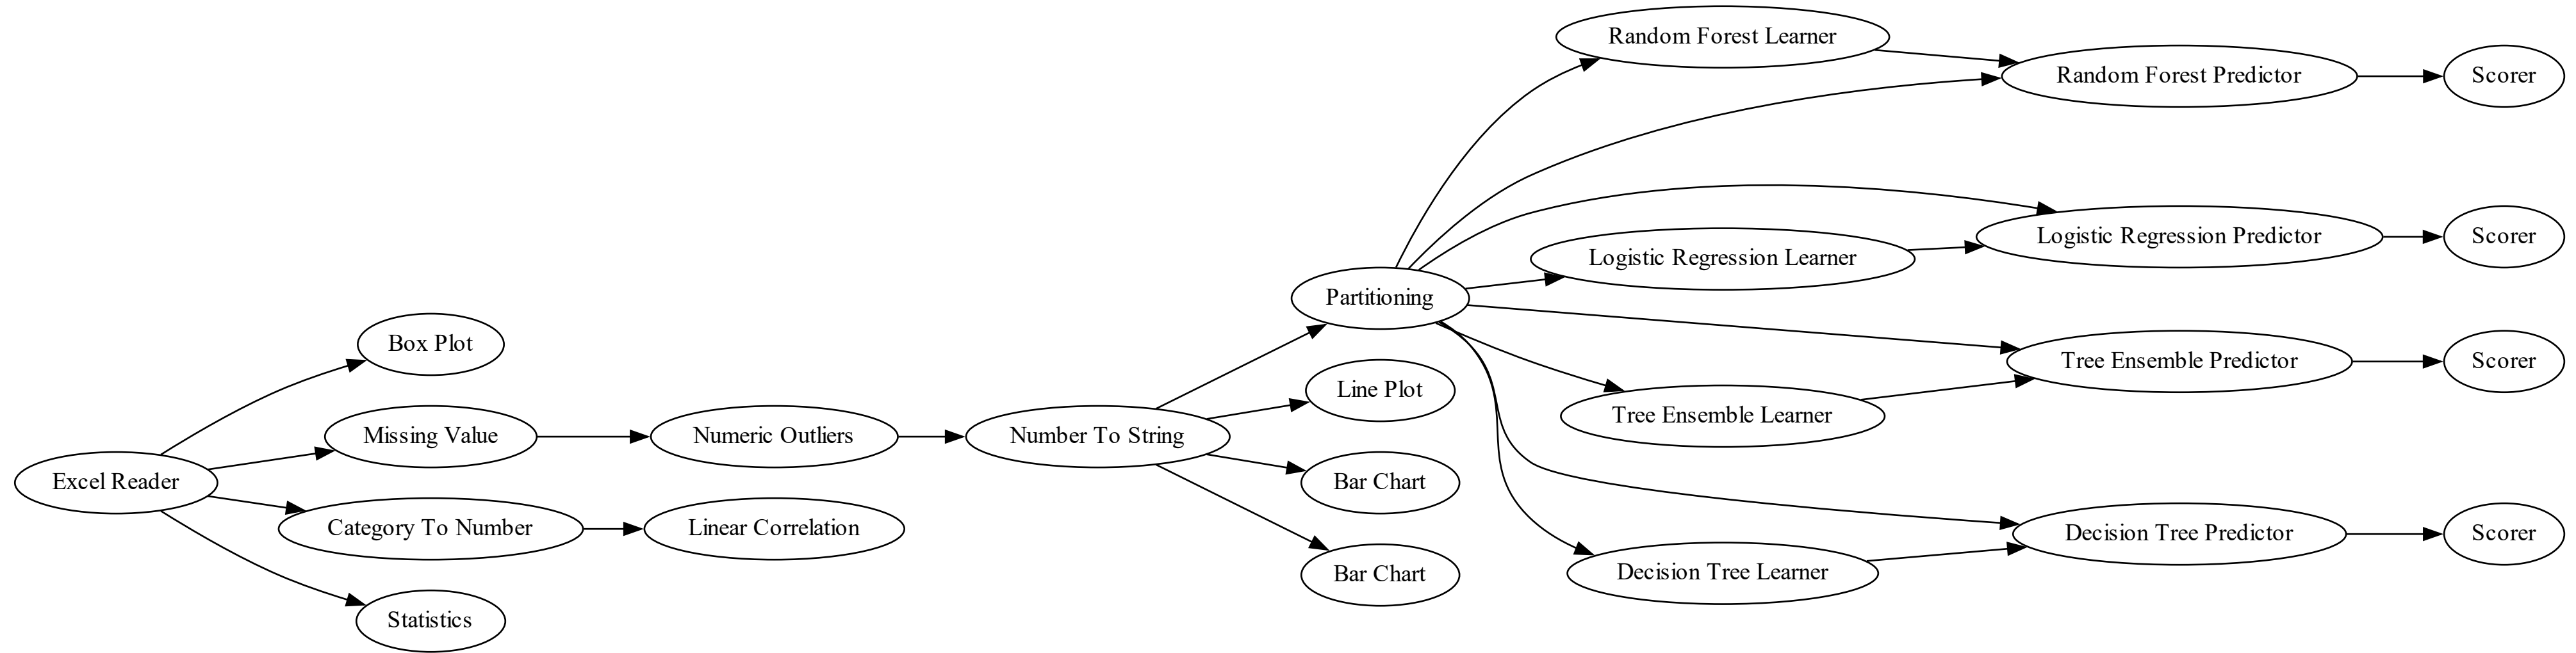 Excel Reader
Box Plot
Missing Value
Category To Number
Statistics
Numeric Outliers
Linear Correlation
Number To String
Partitioning
Line Plot
Bar Chart
Bar Chart
Random Forest Learner
Logistic Regression Learner
Tree Ensemble Learner
Decision Tree Learner
Random Forest Predictor
Logistic Regression Predictor
Tree Ensemble Predictor
Decision Tree Predictor
Scorer
Scorer
Scorer
Scorer